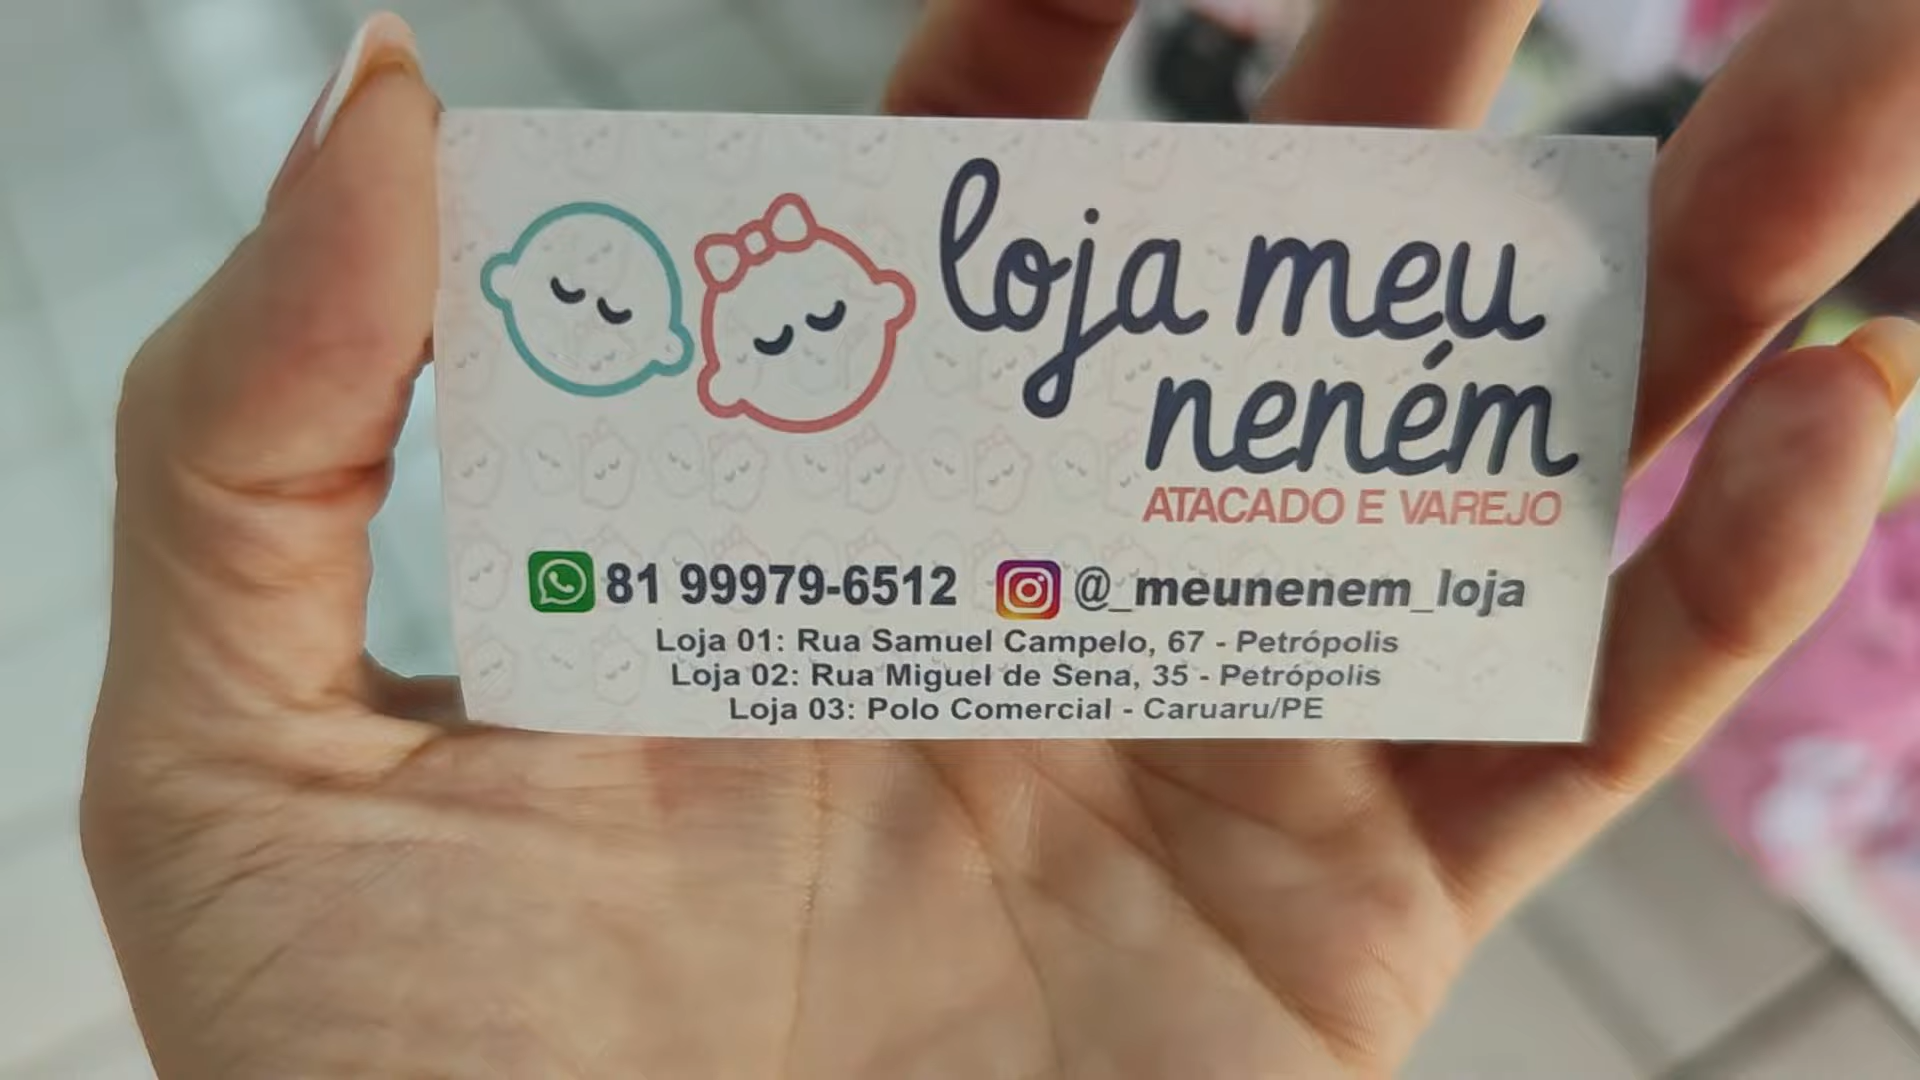 loja meu
neném
ATACADO E VAREJO
81 99979-6512 @_meunenem_loja
Loja 01: Rua Samuel Campelo, 67 - Petrópolis
Loja 02: Rua Miguel de Sena, 35 - Petrópolis
Loja 03: Polo Comercial - Caruaru/PE